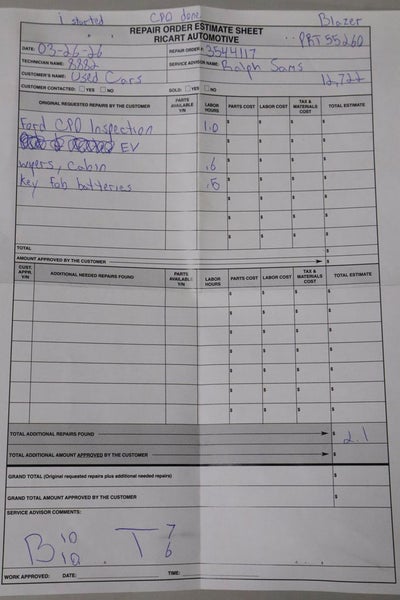 i started CPO done Blazer
REPAIR ORDER ESTIMATE SHEET
RICART AUTOMOTIVE
PRT 55260
DATE: 03-26-26 REPAIR ORDER #: 3544117
TECHNICIAN NAME: 8882 SERVICE ADVISOR NAME: Ralph Sams
CUSTOMER'S NAME: Used Cars 12,722
CUSTOMER CONTACTED: YES NO SOLD: YES NO
ORIGINAL REQUESTED REPAIRS BY THE CUSTOMER PARTS AVAILABLE Y/N LABOR HOURS PARTS COST LABOR COST TAX & MATERIALS COST TOTAL ESTIMATE
Ford CPO Inspection 1.0 $ $ $ $
EV $ $ $ $
wyers, cabin .6 $ $ $ $
key fob batteries .5 $ $ $ $
$ $ $ $
$ $ $ $
$ $ $ $
TOTAL $
AMOUNT APPROVED BY THE CUSTOMER $
CUST. APPR. Y/N ADDITIONAL NEEDED REPAIRS FOUND PARTS AVAILABLE Y/N LABOR HOURS PARTS COST LABOR COST TAX & MATERIALS COST TOTAL ESTIMATE
$ $ $ $
$ $ $ $
$ $ $ $
$ $ $ $
$ $ $ $
$ $ $ $
$ $ $ $
TOTAL ADDITIONAL REPAIRS FOUND $ 2.1
TOTAL ADDITIONAL AMOUNT APPROVED BY THE CUSTOMER $
GRAND TOTAL (Original requested repairs plus additional needed repairs) $
GRAND TOTAL AMOUNT APPROVED BY THE CUSTOMER $
SERVICE ADVISOR COMMENTS:
B 10 10 T 7 6
WORK APPROVED: DATE: TIME: